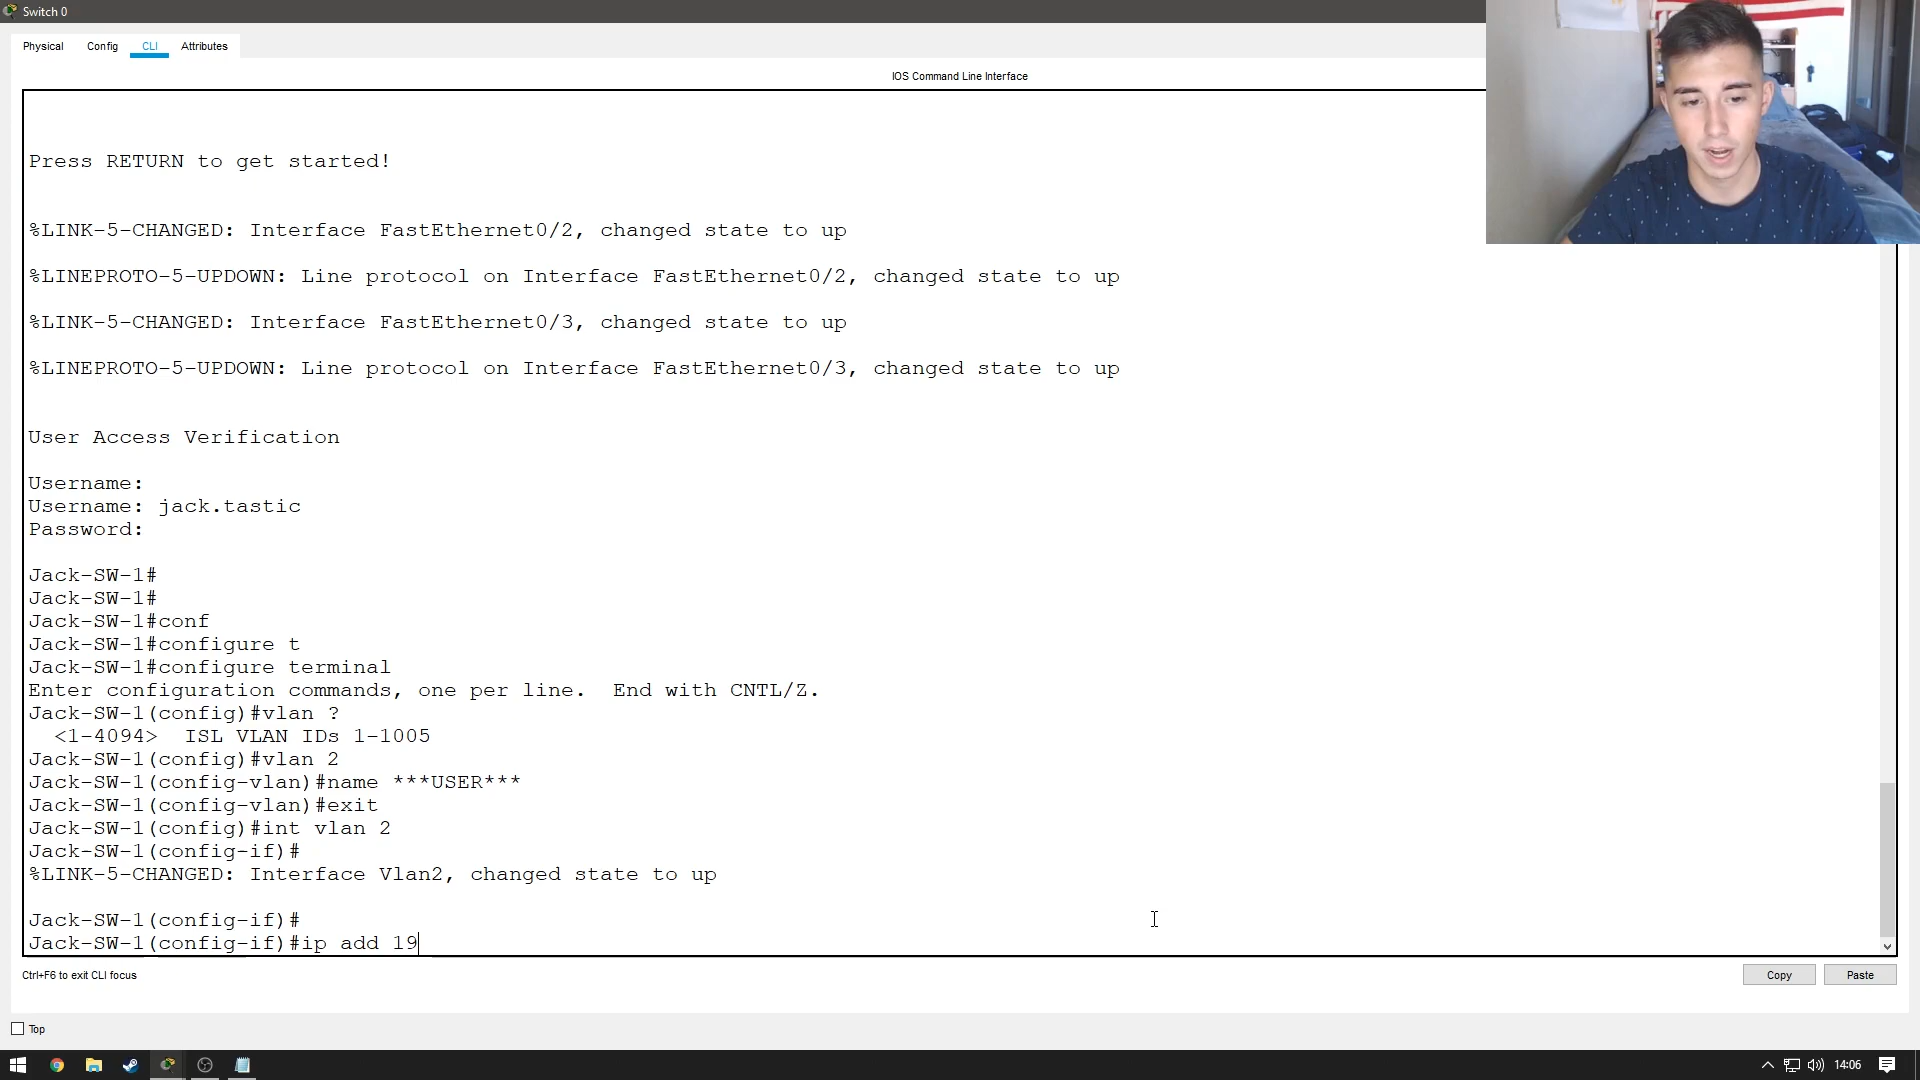 Switch 0
Physical Config CLI Attributes
IOS Command Line Interface
Press RETURN to get started!
%LINK-5-CHANGED: Interface FastEthernet0/2, changed state to up
%LINEPROTO-5-UPDOWN: Line protocol on Interface FastEthernet0/2, changed state to up
%LINK-5-CHANGED: Interface FastEthernet0/3, changed state to up
%LINEPROTO-5-UPDOWN: Line protocol on Interface FastEthernet0/3, changed state to up
User Access Verification
Username:
Username: jack.tastic
Password:
Jack-SW-1#
Jack-SW-1#
Jack-SW-1#conf
Jack-SW-1#configure t
Jack-SW-1#configure terminal
Enter configuration commands, one per line.  End with CNTL/Z.
Jack-SW-1(config)#vlan ?
  <1-4094>  ISL VLAN IDs 1-1005
Jack-SW-1(config)#vlan 2
Jack-SW-1(config-vlan)#name ***USER***
Jack-SW-1(config-vlan)#exit
Jack-SW-1(config)#int vlan 2
Jack-SW-1(config-if)#
%LINK-5-CHANGED: Interface Vlan2, changed state to up
Jack-SW-1(config-if)#
Jack-SW-1(config-if)#ip add 19
Ctrl+F6 to exit CLI focus
Copy Paste
Top
14:06